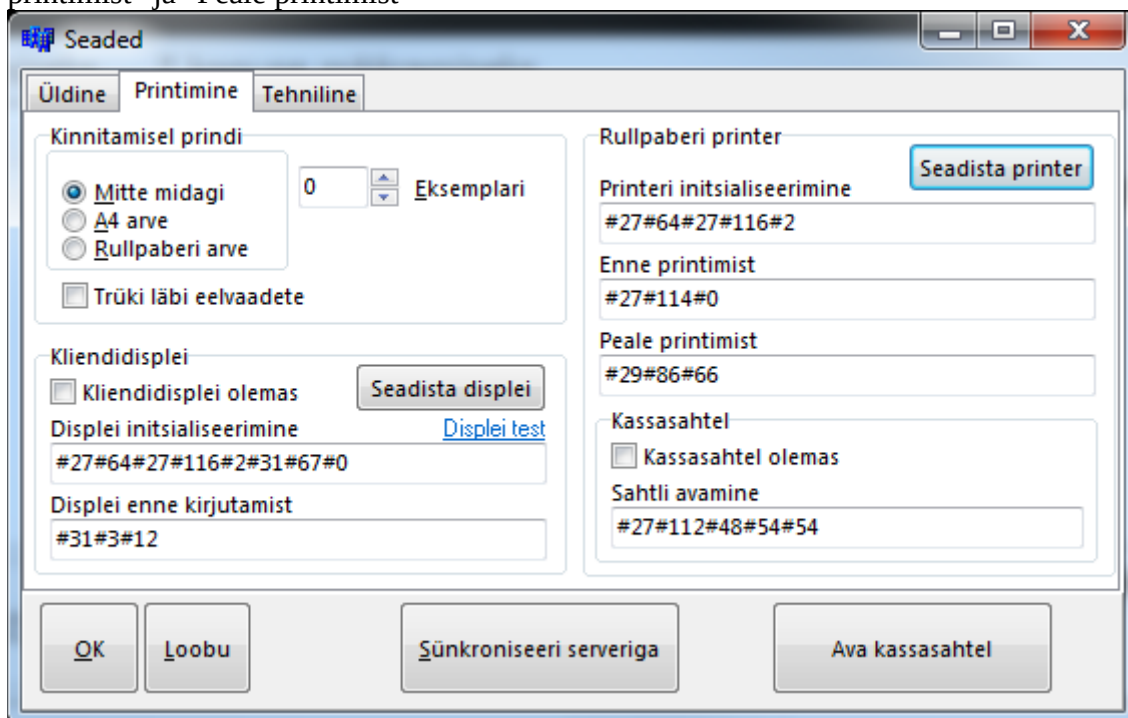 printimist" ja "Peale printimist"
Seaded
Üldine Printimine Tehniline
Kinnitamisel prindi
Mitte midagi
A4 arve
Rullpaberi arve
0 Eksemplari
Trüki läbi eelvaadete
Kliendidisplei
Kliendidisplei olemas
Seadista displei
Displei initsialiseerimine Displei test
#27#64#27#116#2#31#67#0
Displei enne kirjutamist
#31#3#12
Rullpaberi printer
Seadista printer
Printeri initsialiseerimine
#27#64#27#116#2
Enne printimist
#27#114#0
Peale printimist
#29#86#66
Kassasahtel
Kassasahtel olemas
Sahtli avamine
#27#112#48#54#54
OK Loobu Sünkroniseeri serveriga Ava kassasahtel